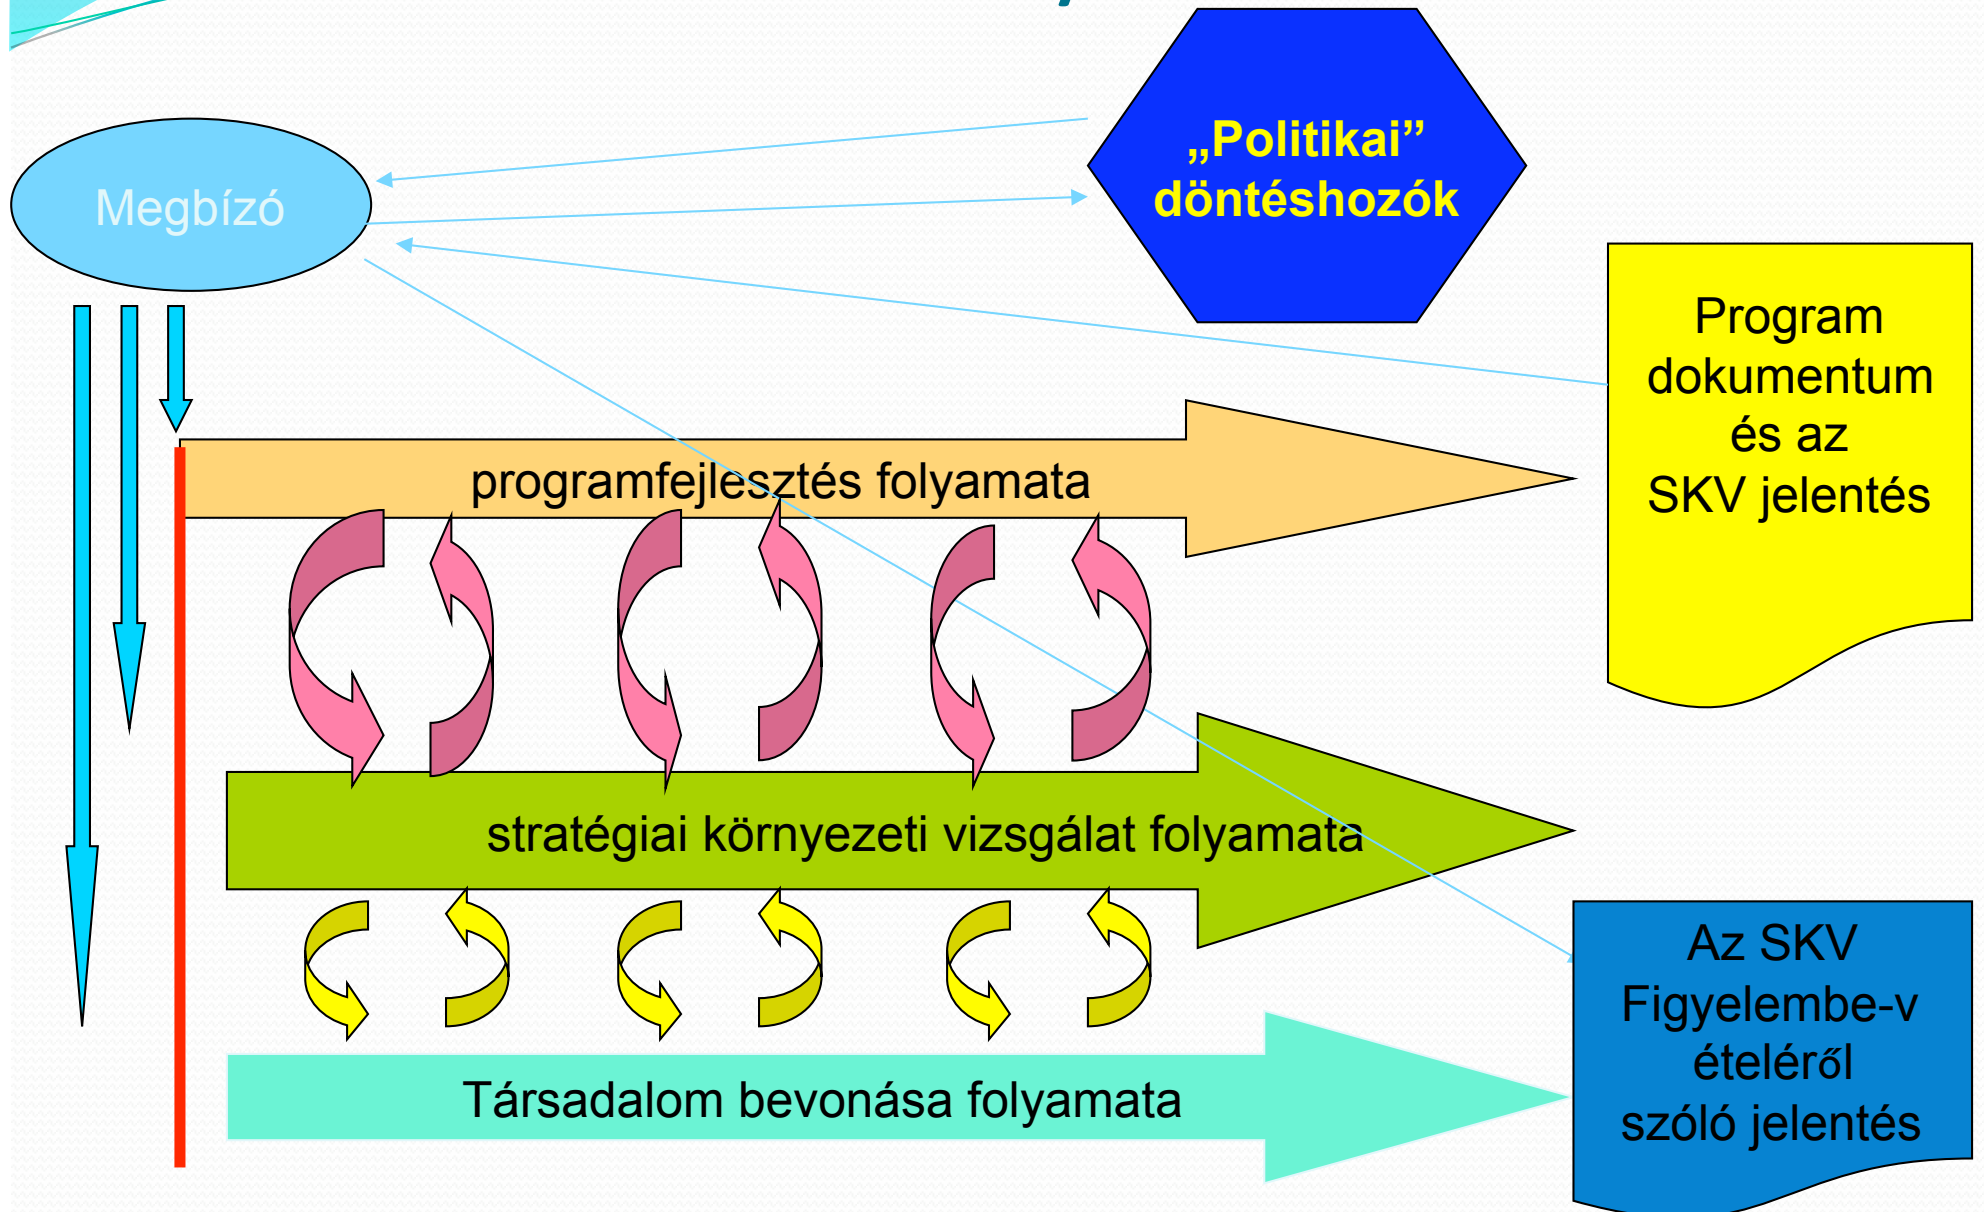 Megbízó
„Politikai”
döntéshozók
Program
dokumentum
és az
SKV jelentés
programfejlesztés folyamata
stratégiai környezeti vizsgálat folyamata
Az SKV
Figyelembe-v
ételéről
szóló jelentés
Társadalom bevonása folyamata